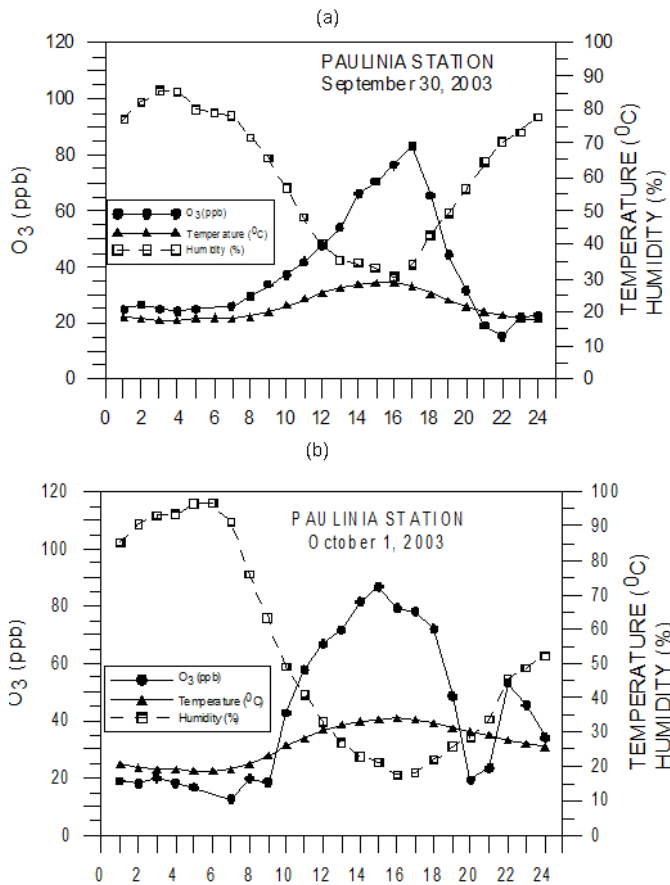 (a)
PAULINIA STATION
September 30, 2003
120
100
80
60
40
20
0
O3 (ppb)
100
90
80
70
60
50
40
30
20
10
0
TEMPERATURE (0C)
HUMIDITY (%)
O3 (ppb)
Temperature (0C)
Humidity (%)
0 2 4 6 8 10 12 14 16 18 20 22 24
(b)
PAULINIA STATION
October 1, 2003
120
100
80
60
40
20
0
O3 (ppb)
100
90
80
70
60
50
40
30
20
10
0
TEMPERATURE (0C)
HUMIDITY (%)
O3 (ppb)
Temperature (0C)
Humidity (%)
0 2 4 6 8 10 12 14 16 18 20 22 24